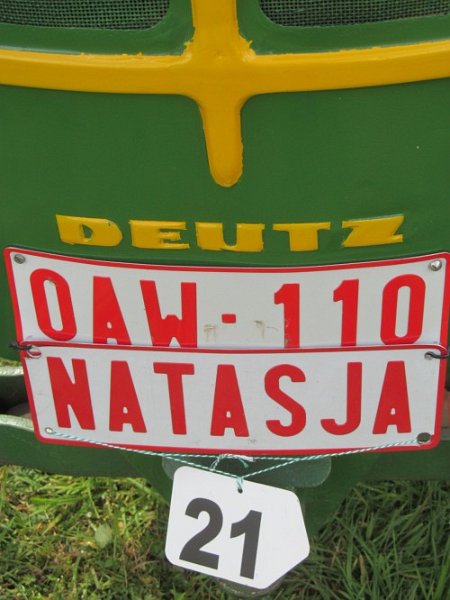 DEUTZ
OAW-110
NATASJA
21